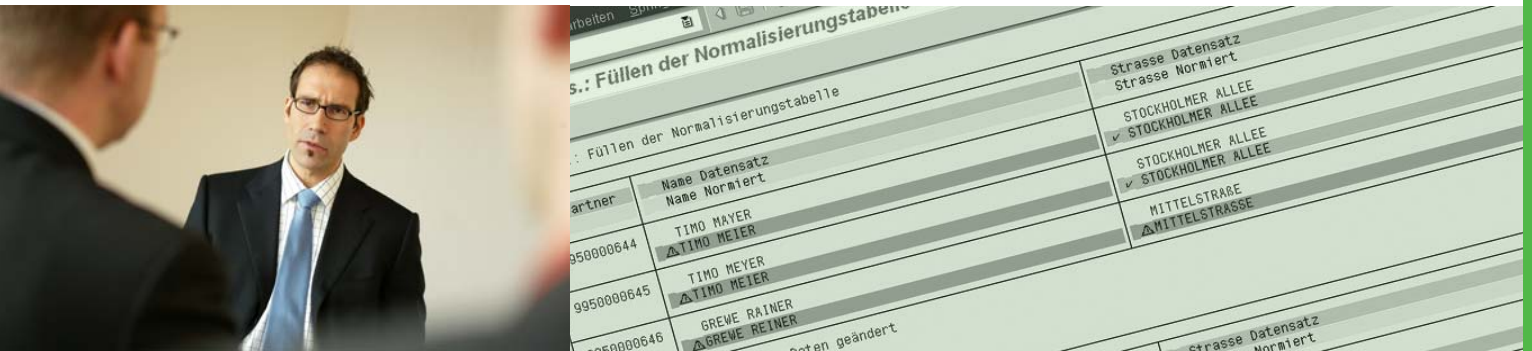 arbeiten
s.: Füllen der Normalisierungstabelle
: Füllen der Normalisierungstabelle
artner
Name Datensatz
Name Normiert
Strasse Datensatz
Strasse Normiert
950000644
TIMO MAYER
⚠TIMO MEIER
STOCKHOLMER ALLEE
✓ STOCKHOLMER ALLEE
9950000645
TIMO MEYER
⚠TIMO MEIER
STOCKHOLMER ALLEE
✓ STOCKHOLMER ALLEE
9950000646
GREWE RAINER
⚠GREWE REINER
MITTELSTRAßE
⚠MITTELSTRASSE
Daten geändert
Strasse Datensatz
Normiert